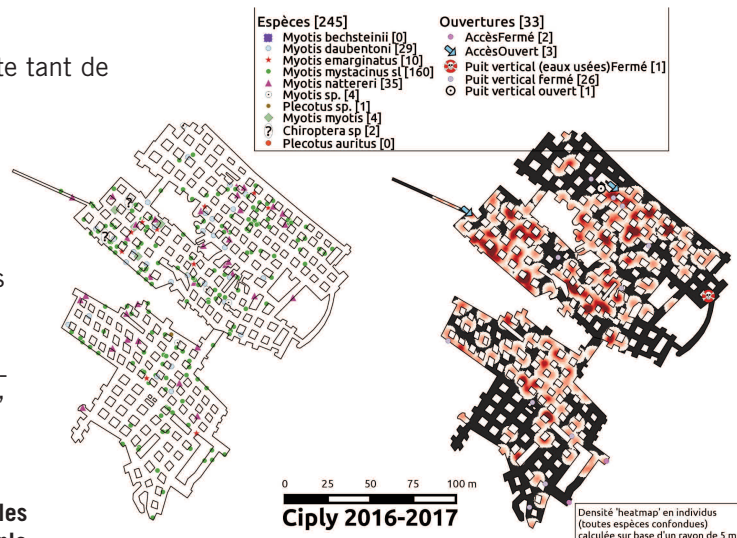 te tant de
s
,
les
Espèces [245]
Myotis bechsteinii [0]
Myotis daubentoni [29]
Myotis emarginatus [10]
Myotis mystacinus sl [160]
Myotis nattereri [35]
Myotis sp. [4]
Plecotus sp. [1]
Myotis myotis [4]
? Chiroptera sp [2]
Plecotus auritus [0]
Ouvertures [33]
AccèsFermé [2]
AccèsOuvert [3]
Puit vertical (eaux usées)Fermé [1]
Puit vertical fermé [26]
Puit vertical ouvert [1]
?
?
0 25 50 75 100 m
Ciply 2016-2017
Densité 'heatmap' en individus
(toutes espèces confondues)
calculée sur base d'un rayon de 5 m